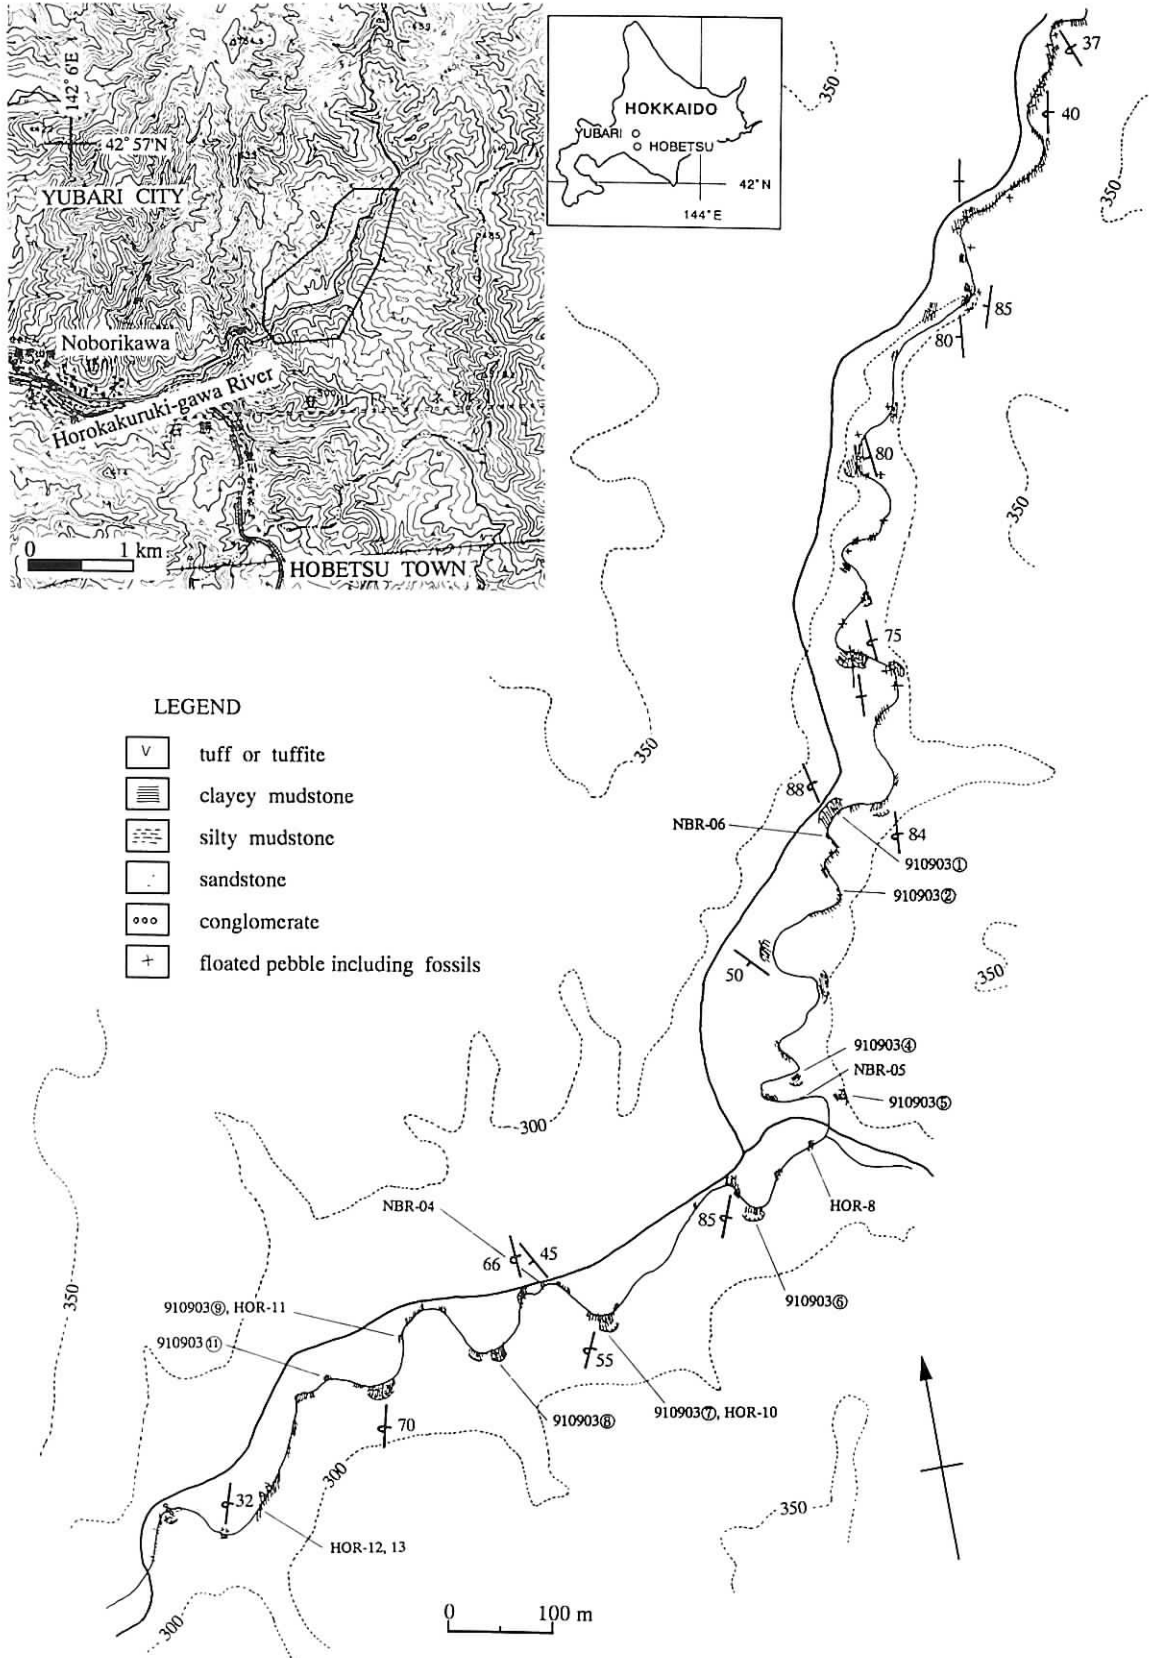 142° 6'E
42° 57'N
YUBARI CITY
Noborikawa
Horokakuruki-gawa River
0 1 km
HOBETSU TOWN
HOKKAIDO
YUBARI
HOBETSU
42°N
144°E
LEGEND
v tuff or tuffite
clayey mudstone
silty mudstone
sandstone
conglomerate
+ floated pebble including fossils
37
350
40
350
85
80
80
350
75
350
88
NBR-06
84
910903①
910903②
50
350
910903④
NBR-05
910903⑤
300
NBR-04
HOR-8
85
66
45
350
910903⑥
910903⑨, HOR-11
910903⑪
55
910903⑦, HOR-10
910903⑧
70
300
32
350
HOR-12, 13
0 100 m
300